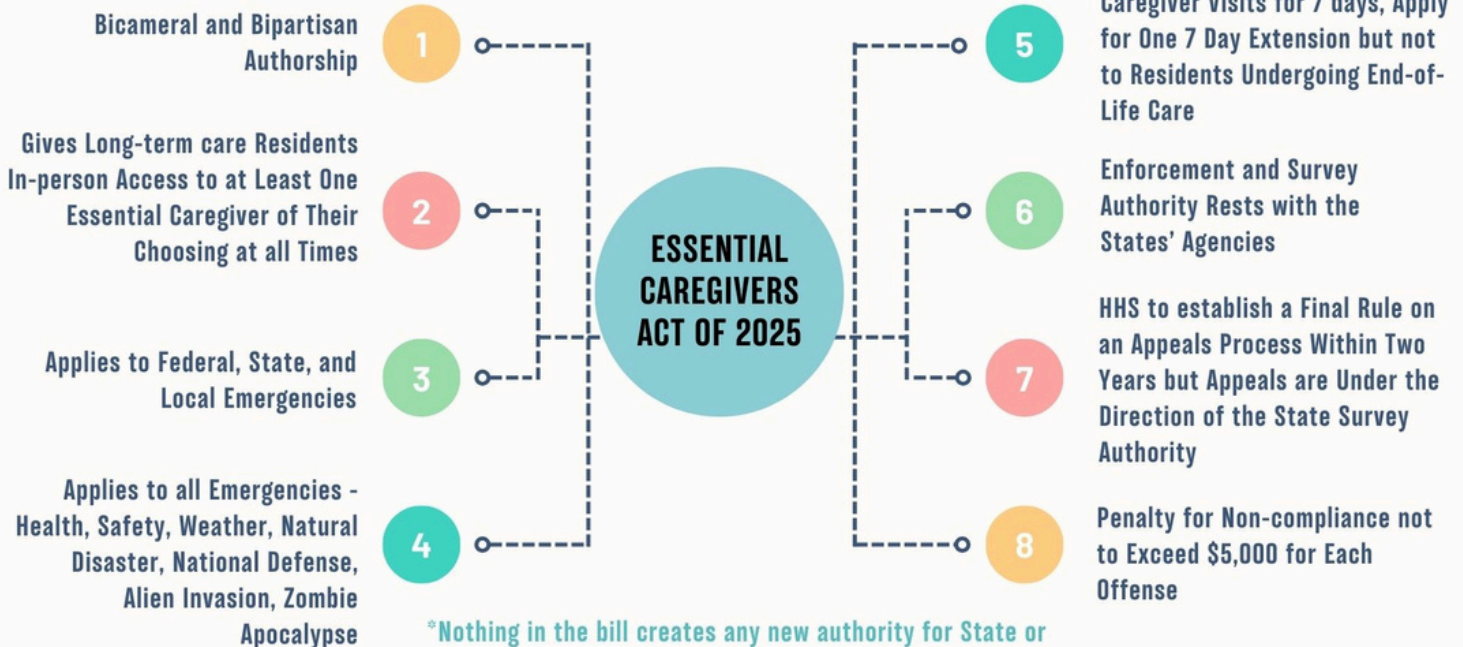 Bicameral and Bipartisan
Authorship
1
Gives Long-term care Residents
In-person Access to at Least One
Essential Caregiver of Their
Choosing at all Times
2
Applies to Federal, State, and
Local Emergencies
3
Applies to all Emergencies -
Health, Safety, Weather, Natural
Disaster, National Defense,
Alien Invasion, Zombie
Apocalypse
4
ESSENTIAL
CAREGIVERS
ACT OF 2025
5
Caregiver Visits for 7 days, Apply
for One 7 Day Extension but not
to Residents Undergoing End-of-
Life Care
6
Enforcement and Survey
Authority Rests with the
States' Agencies
7
HHS to establish a Final Rule on
an Appeals Process Within Two
Years but Appeals are Under the
Direction of the State Survey
Authority
8
Penalty for Non-compliance not
to Exceed $5,000 for Each
Offense
*Nothing in the bill creates any new authority for State or